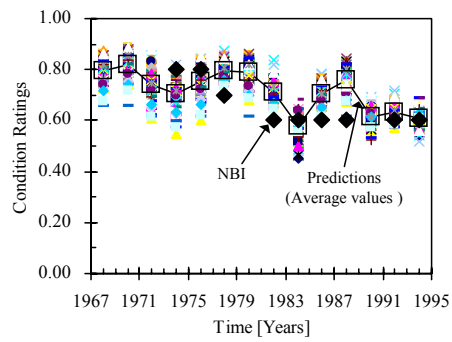 1.00
0.80
0.60
0.40
0.20
0.00
Condition Ratings
NBI
Predictions
(Average values )
1967 1971 1975 1979 1983 1987 1991 1995
Time [Years]